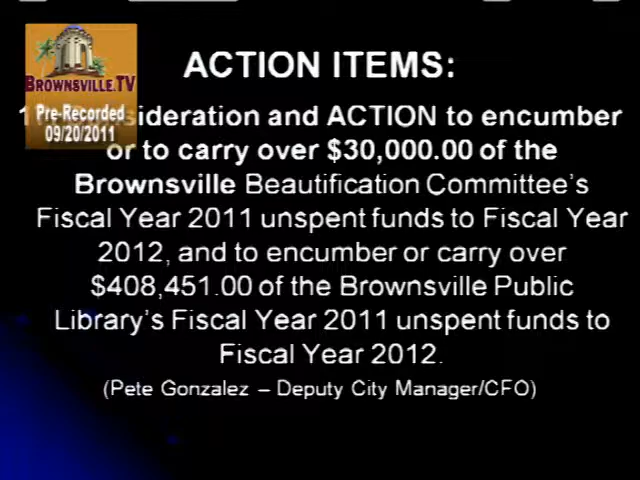 ACTION ITEMS:
BROWNSVILLE.TV
Pre-Recorded
09/20/2011
and ACTION to encumber
or to carry over $30,000.00 of the
Brownsville Beautification Committee's
Fiscal Year 2011 unspent funds to Fiscal Year
2012, and to encumber or carry over
$408,451.00 of the Brownsville Public
Library's Fiscal Year 2011 unspent funds to
Fiscal Year 2012.
(Pete Gonzalez – Deputy City Manager/CFO)